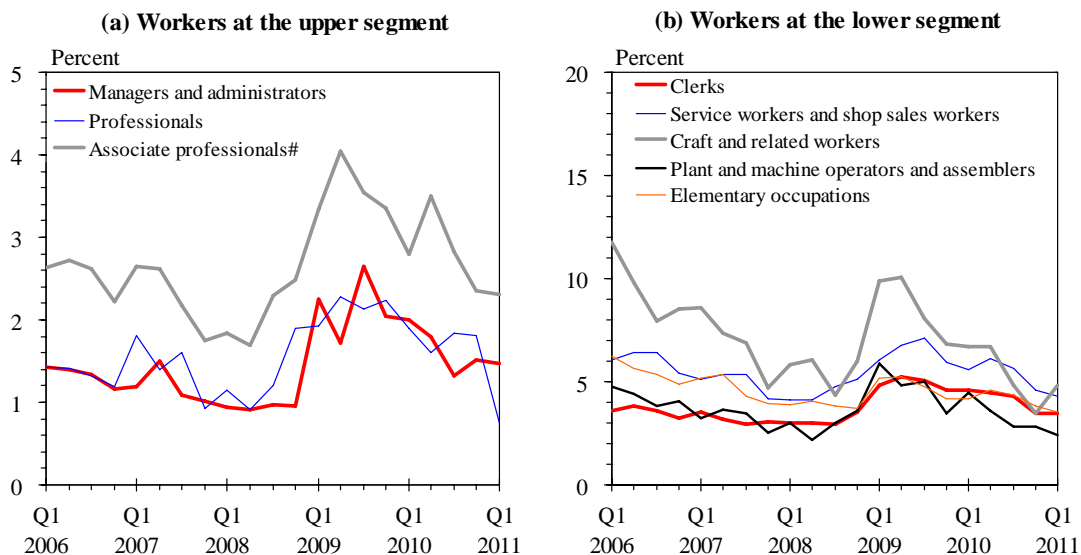 (a) Workers at the upper segment
Percent
5
4
3
2
1
0
Managers and administrators
Professionals
Associate professionals#
Q1 Q1 Q1 Q1 Q1 Q1
2006 2007 2008 2009 2010 2011
(b) Workers at the lower segment
Percent
20
15
10
5
0
Clerks
Service workers and shop sales workers
Craft and related workers
Plant and machine operators and assemblers
Elementary occupations
Q1 Q1 Q1 Q1 Q1 Q1
2006 2007 2008 2009 2010 2011